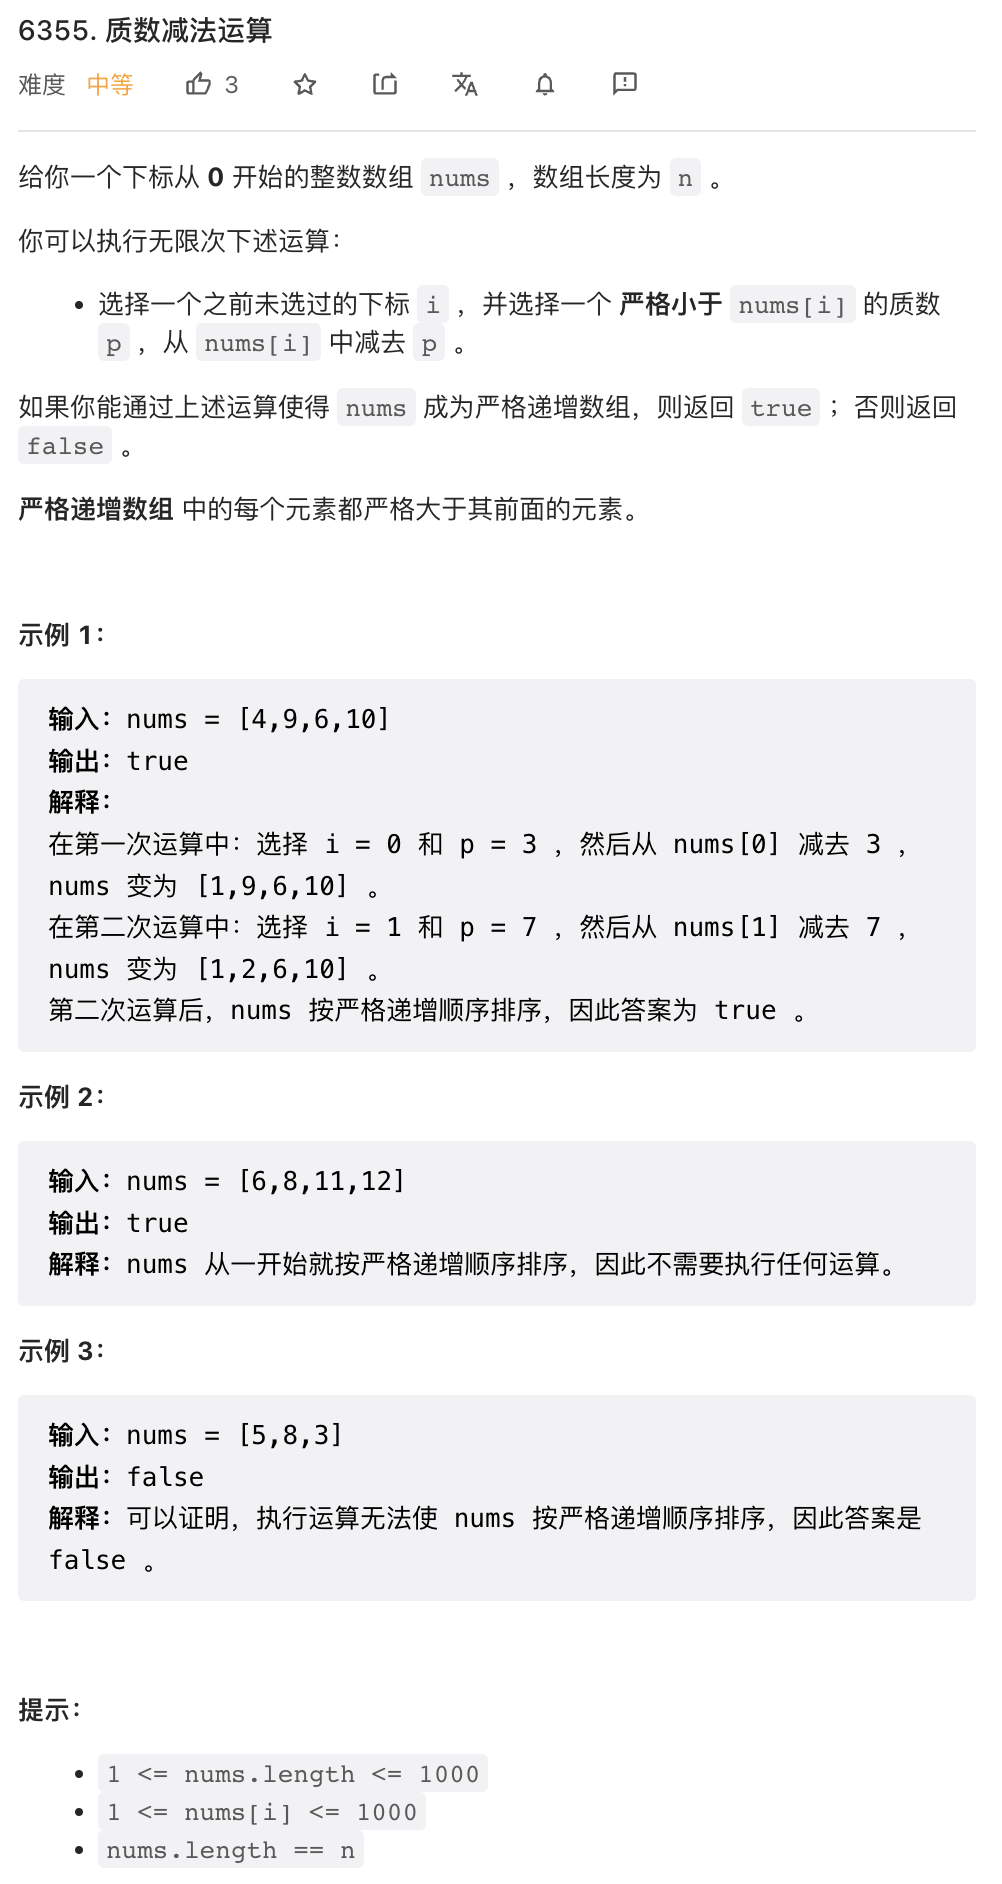 6355. 质数减法运算
难度 中等 3
给你一个下标从 0 开始的整数数组 nums ，数组长度为 n 。
你可以执行无限次下述运算：
• 选择一个之前未选过的下标 i ，并选择一个 严格小于 nums[i] 的质数
p ，从 nums[i] 中减去 p 。
如果你能通过上述运算使得 nums 成为严格递增数组，则返回 true ；否则返回
false 。
严格递增数组 中的每个元素都严格大于其前面的元素。
示例 1：
输入：nums = [4,9,6,10]
输出：true
解释：
在第一次运算中：选择 i = 0 和 p = 3 ，然后从 nums[0] 减去 3 ，
nums 变为 [1,9,6,10] 。
在第二次运算中：选择 i = 1 和 p = 7 ，然后从 nums[1] 减去 7 ，
nums 变为 [1,2,6,10] 。
第二次运算后，nums 按严格递增顺序排序，因此答案为 true 。
示例 2：
输入：nums = [6,8,11,12]
输出：true
解释：nums 从一开始就按严格递增顺序排序，因此不需要执行任何运算。
示例 3：
输入：nums = [5,8,3]
输出：false
解释：可以证明，执行运算无法使 nums 按严格递增顺序排序，因此答案是
false 。
提示：
• 1 <= nums.length <= 1000
• 1 <= nums[i] <= 1000
• nums.length == n